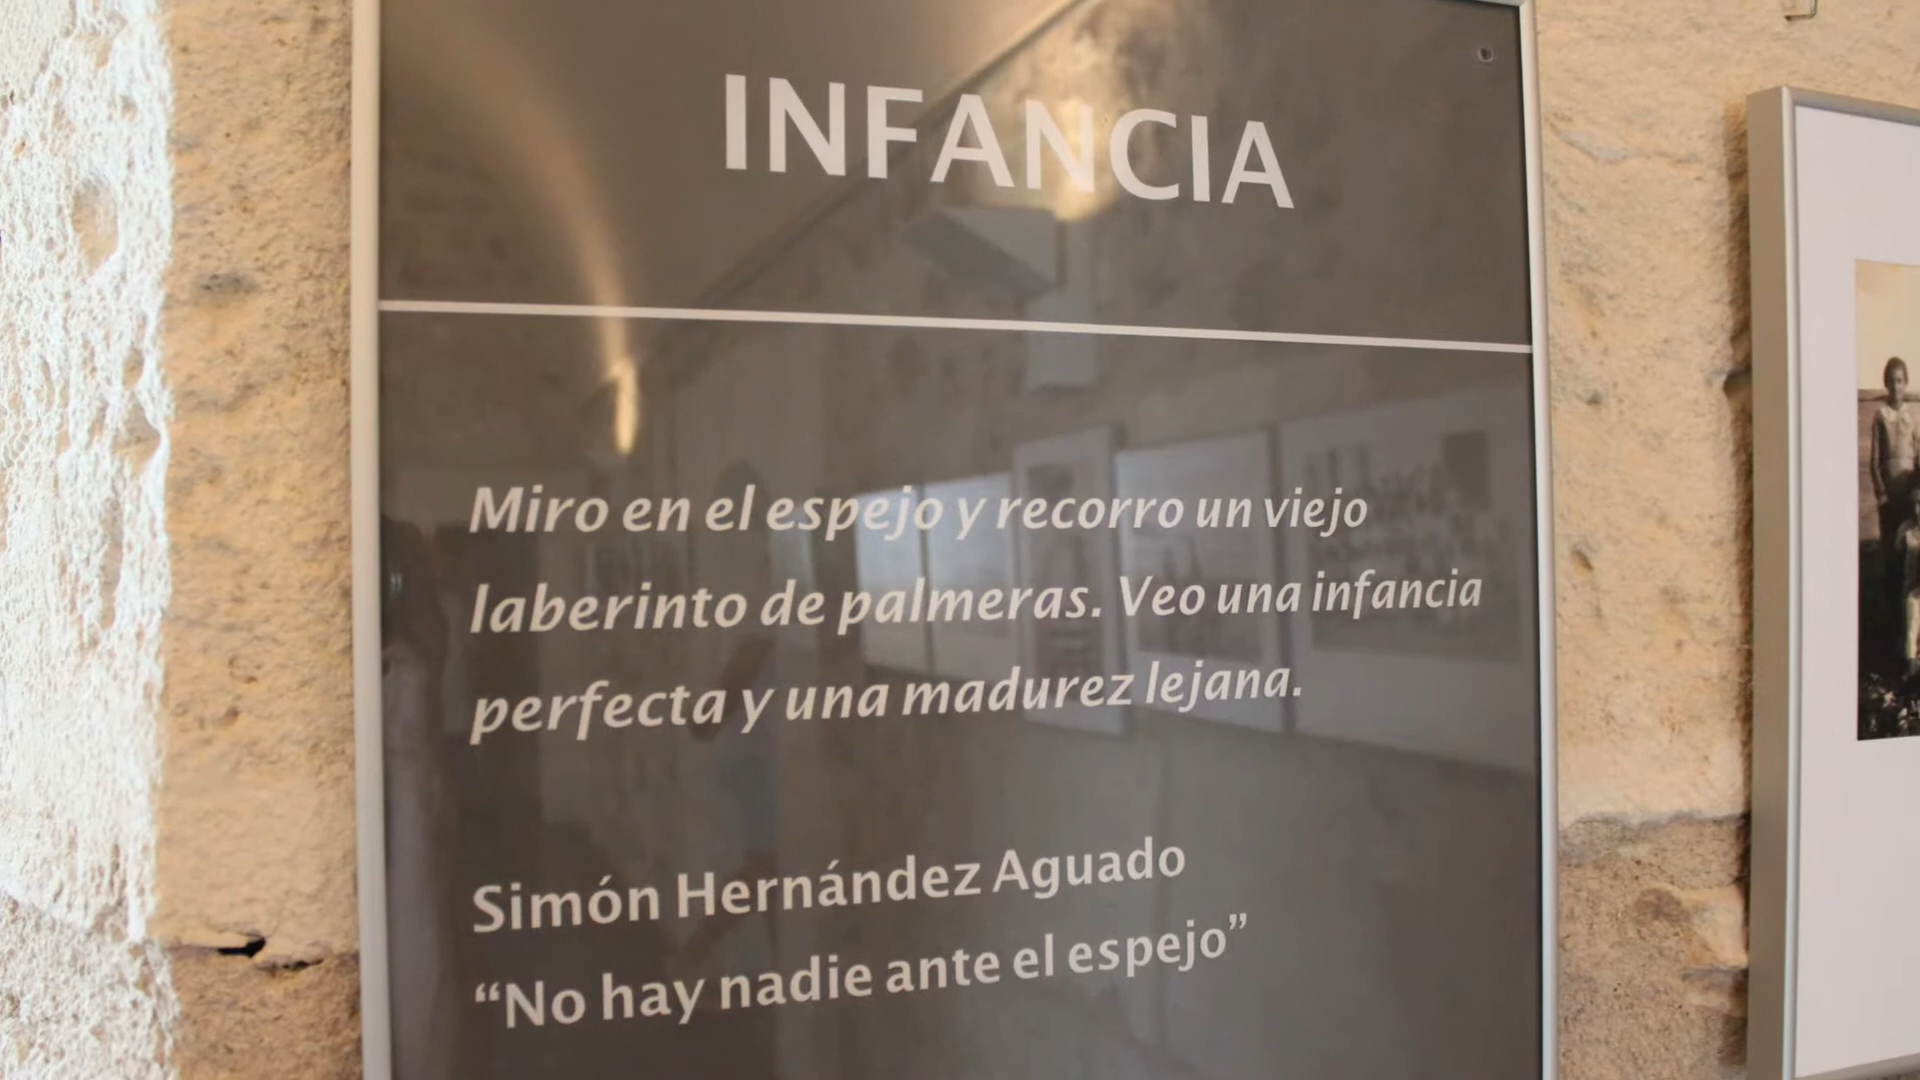 INFANCIA
Miro en el espejo y recorro un viejo
laberinto de palmeras. Veo una infancia
perfecta y una madurez lejana.
Simón Hernández Aguado
“No hay nadie ante el espejo”